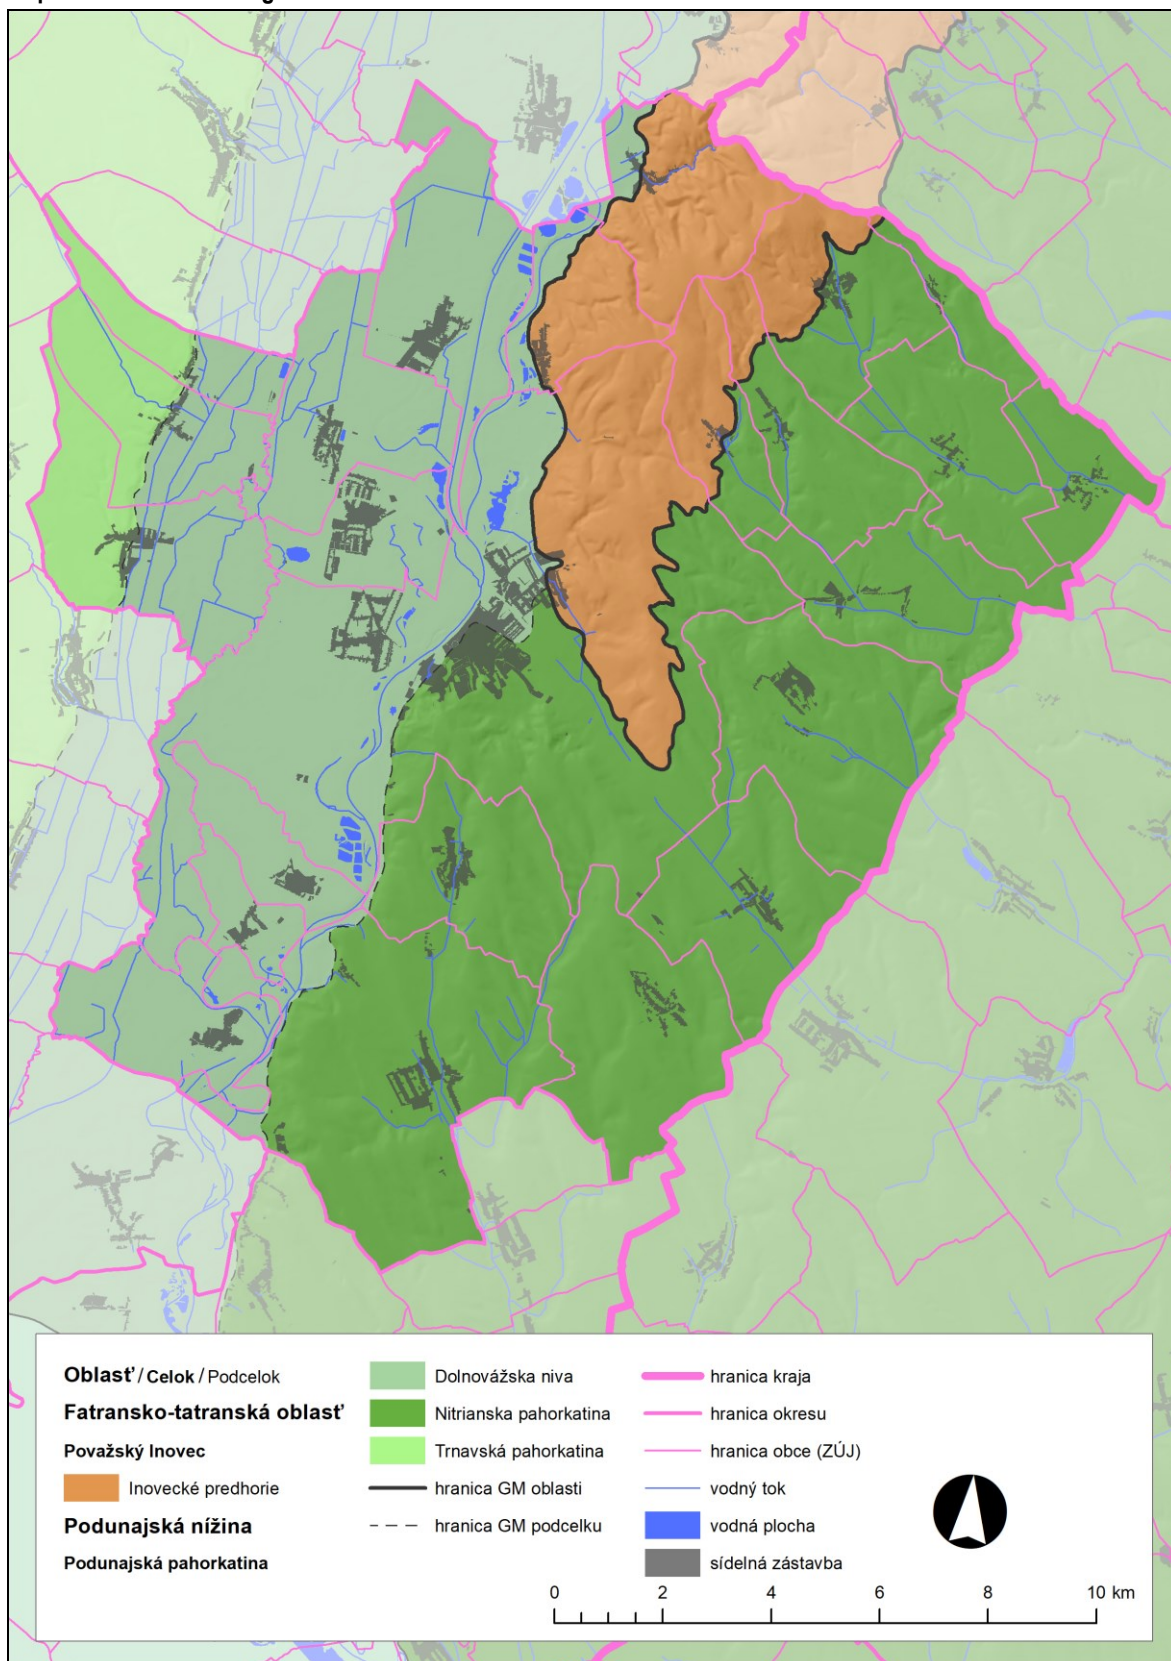 Oblasť / Celok / Podcelok
Fatransko-tatranská oblasť
Považský Inovec
Inovecké predhorie
Podunajská nížina
Podunajská pahorkatina
Dolnovážska niva
Nitrianska pahorkatina
Trnavská pahorkatina
hranica GM oblasti
hranica GM podcelku
hranica kraja
hranica okresu
hranica obce (ZÚJ)
vodný tok
vodná plocha
sídelná zástavba
0 2 4 6 8 10 km